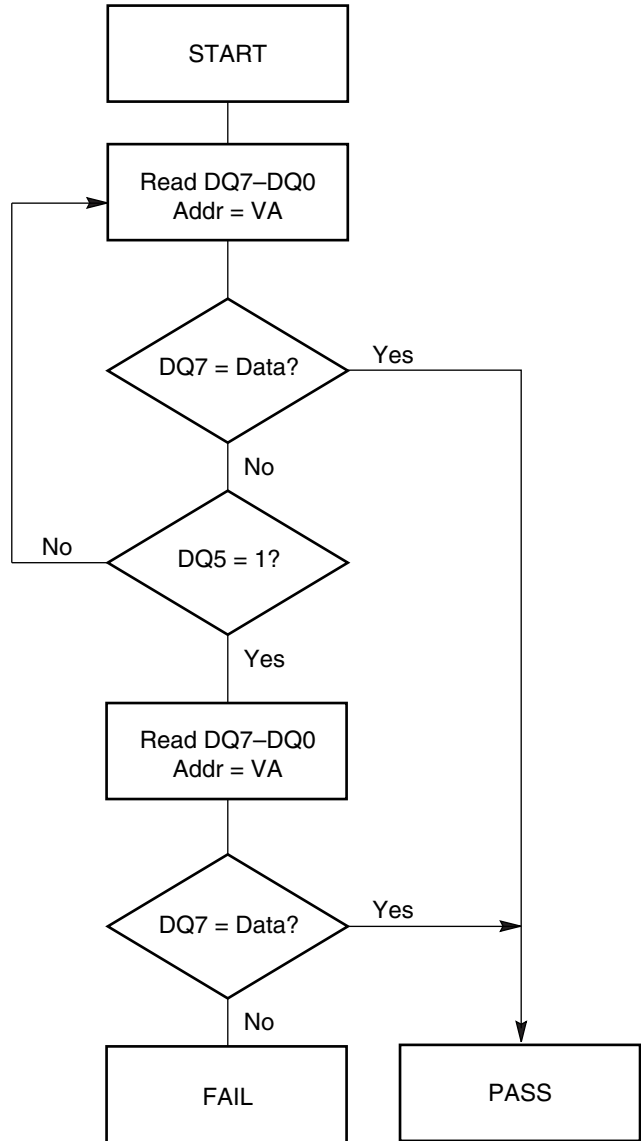 START
Read DQ7–DQ0
Addr = VA
DQ7 = Data?
Yes
No
DQ5 = 1?
No
Yes
Read DQ7–DQ0
Addr = VA
DQ7 = Data?
Yes
No
FAIL
PASS